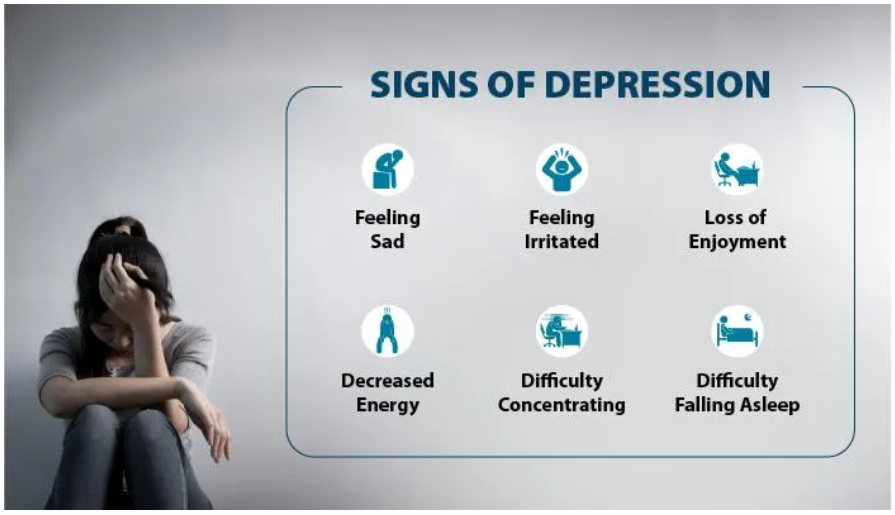 SIGNS OF DEPRESSION
Feeling
Sad
Feeling
Irritated
Loss of
Enjoyment
Decreased
Energy
Difficulty
Concentrating
Difficulty
Falling Asleep